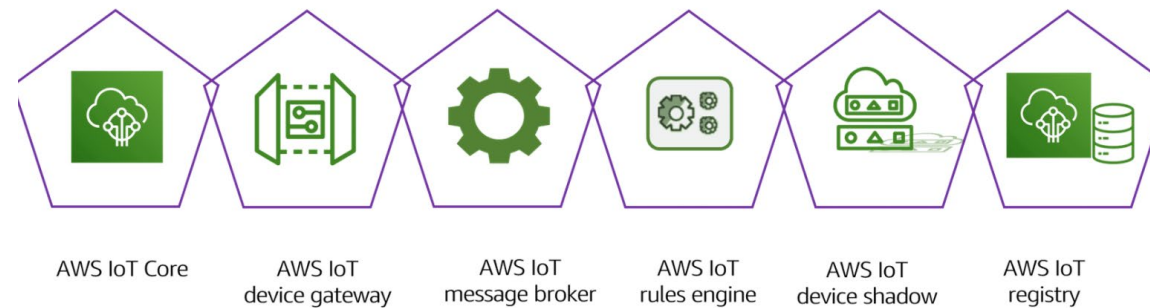 AWS IoT Core
AWS IoT
device gateway
AWS IoT
message broker
AWS IoT
rules engine
AWS IoT
device shadow
AWS IoT
registry